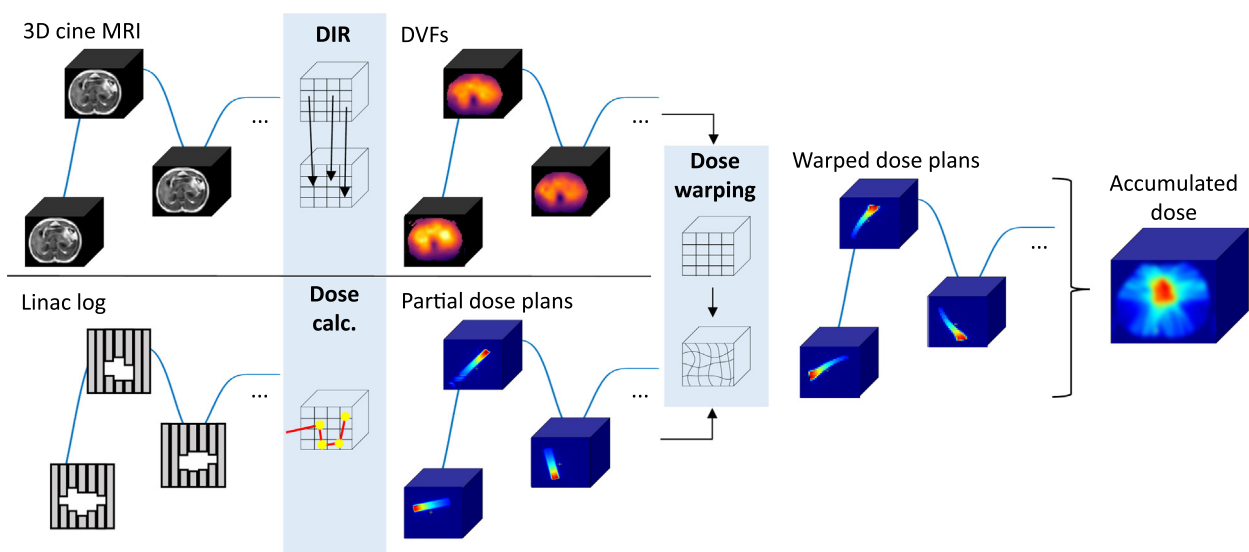 3D cine MRI
DIR
DVFs
...
...
Dose
warping
Warped dose plans
...
Accumulated
dose
Linac log
Dose
calc.
Partial dose plans
...
...